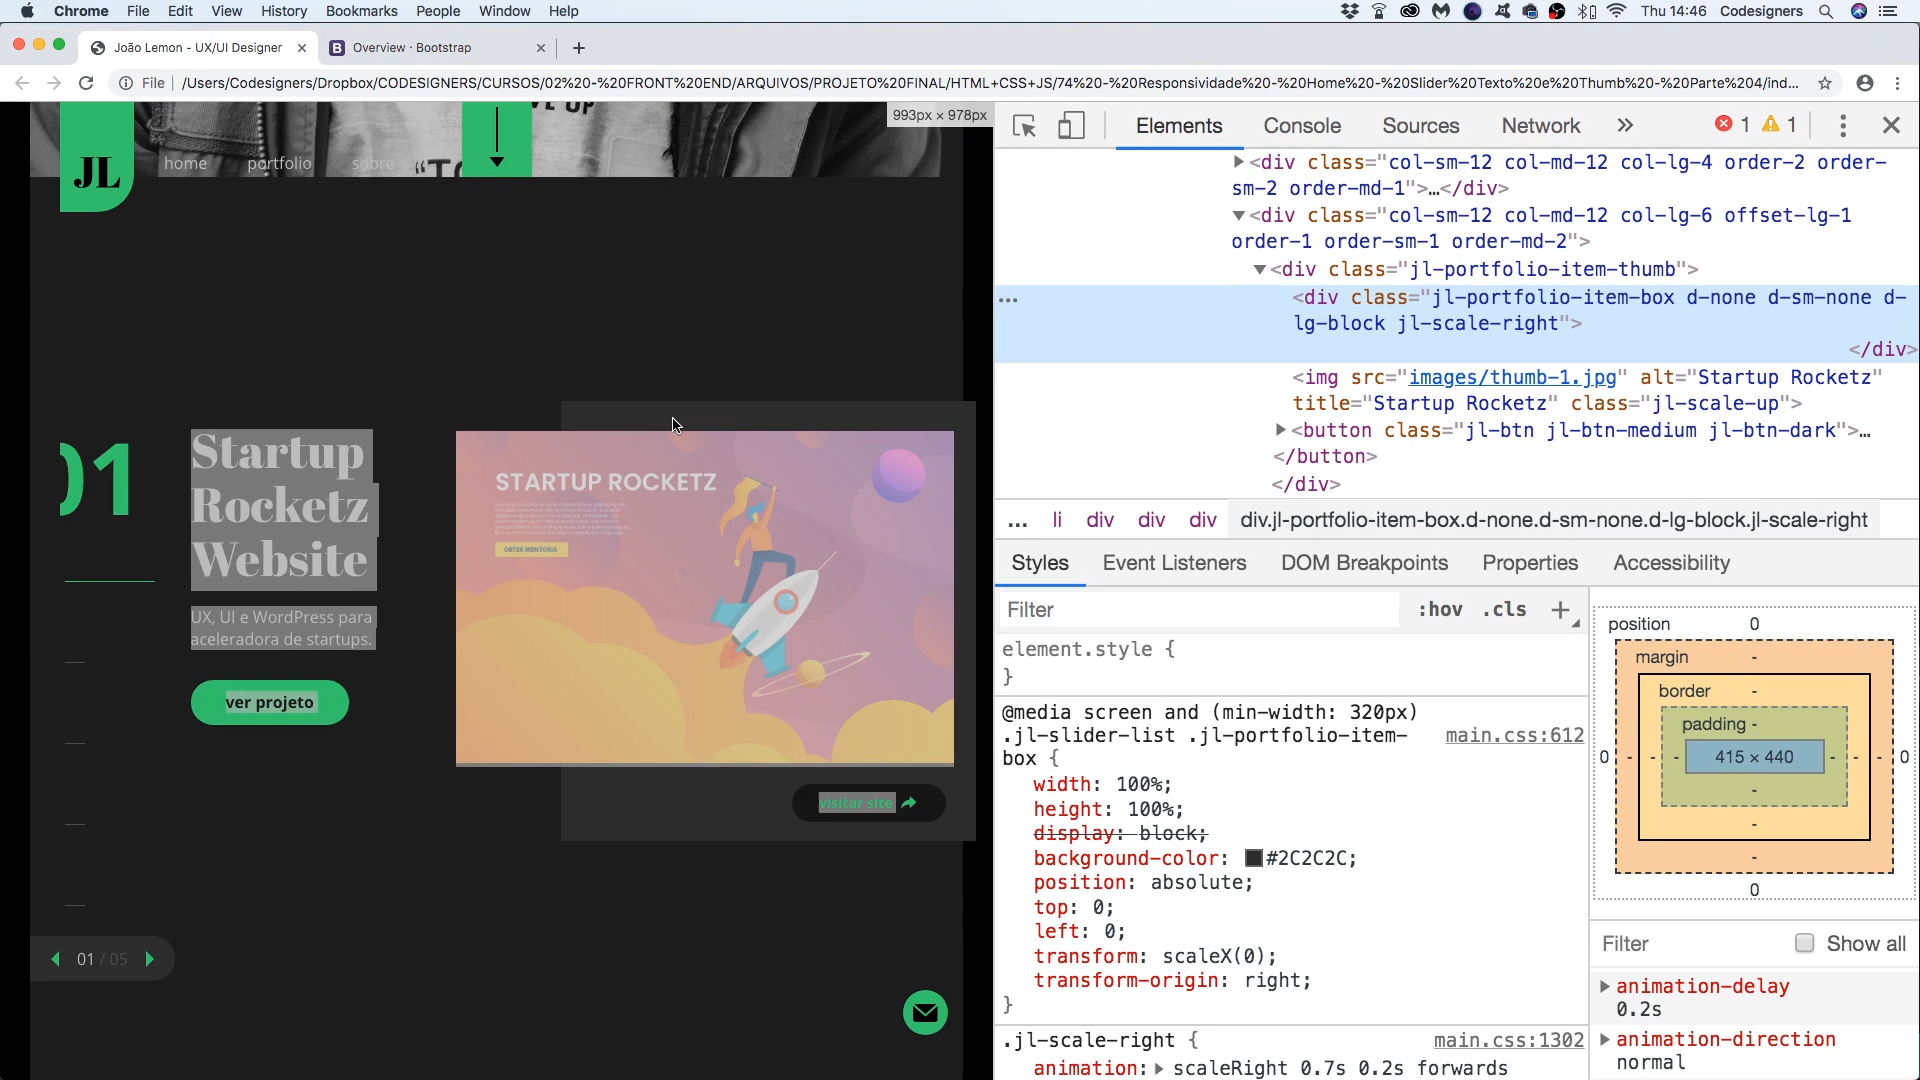 Chrome File Edit View History Bookmarks People Window Help
Thu 14:46 Codesigners
João Lemon - UX/UI Designer
B Overview · Bootstrap
File /Users/Codesigners/Dropbox/CODESIGNERS/CURSOS/02%20-%20FRONT%20END/ARQUIVOS/PROJETO%20FINAL/HTML+CSS+JS/74%20-%20Responsividade%20-%20Home%20-%20Slider%20Texto%20e%20Thumb%20-%20Parte%204/ind...
993px × 978px
JL
home portfolio sobre
01
Startup
Rocketz
Website
UX, UI e WordPress para
aceleradora de startups.
ver projeto
STARTUP ROCKETZ
OBTER MENTORIA
visitar site
01 / 05
Elements Console Sources Network » 1 1
<div class="col-sm-12 col-md-12 col-lg-4 order-2 order-
sm-2 order-md-1">…</div>
<div class="col-sm-12 col-md-12 col-lg-6 offset-lg-1
order-1 order-sm-1 order-md-2">
<div class="jl-portfolio-item-thumb">
<div class="jl-portfolio-item-box d-none d-sm-none d-
lg-block jl-scale-right">
</div>
<img src="images/thumb-1.jpg" alt="Startup Rocketz"
title="Startup Rocketz" class="jl-scale-up">
<button class="jl-btn jl-btn-medium jl-btn-dark">…
</button>
</div>
... li div div div div.jl-portfolio-item-box.d-none.d-sm-none.d-lg-block.jl-scale-right
Styles Event Listeners DOM Breakpoints Properties Accessibility
Filter :hov .cls +
element.style {
}
@media screen and (min-width: 320px)
.jl-slider-list .jl-portfolio-item- main.css:612
box {
width: 100%;
height: 100%;
display: block;
background-color: #2C2C2C;
position: absolute;
top: 0;
left: 0;
transform: scaleX(0);
transform-origin: right;
}
.jl-scale-right { main.css:1302
animation: scaleRight 0.7s 0.2s forwards
position 0
margin -
border -
padding -
0 - - - 415 × 440 - - - 0
-
-
-
0
Filter Show all
animation-delay
0.2s
animation-direction
normal